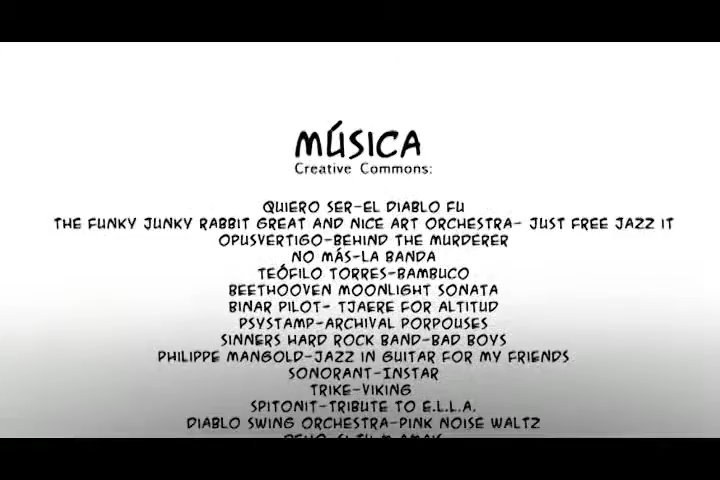 MÚSICA
Creative Commons:
QUIERO SER-EL DIABLO FU
THE FUNKY JUNKY RABBIT GREAT AND NICE ART ORCHESTRA- JUST FREE JAZZ IT
OPUSVERTIGO-BEHIND THE MURDERER
NO MÁS-LA BANDA
TEÓFILO TORRES-BAMBUCO
BEETHOOVEN MOONLIGHT SONATA
BINAR PILOT- TJAERE FOR ALTITUD
PSYSTAMP-ARCHIVAL PORPOUSES
SINNERS HARD ROCK BAND-BAD BOYS
PHILIPPE MANGOLD-JAZZ IN GUITAR FOR MY FRIENDS
SONORANT-INSTAR
TRIKE-VIKING
SPITONIT-TRIBUTE TO E.L.L.A.
DIABLO SWING ORCHESTRA-PINK NOISE WALTZ